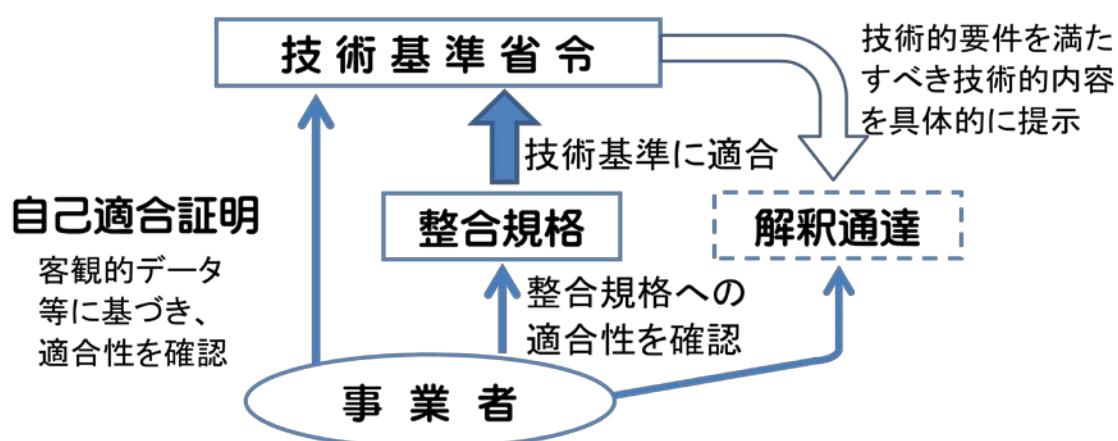 技術基準省令
技術的要件を満た
すべき技術的内容
を具体的に提示
技術基準に適合
自己適合証明
客観的データ
等に基づき、
適合性を確認
整合規格
解釈通達
整合規格への
適合性を確認
事業者